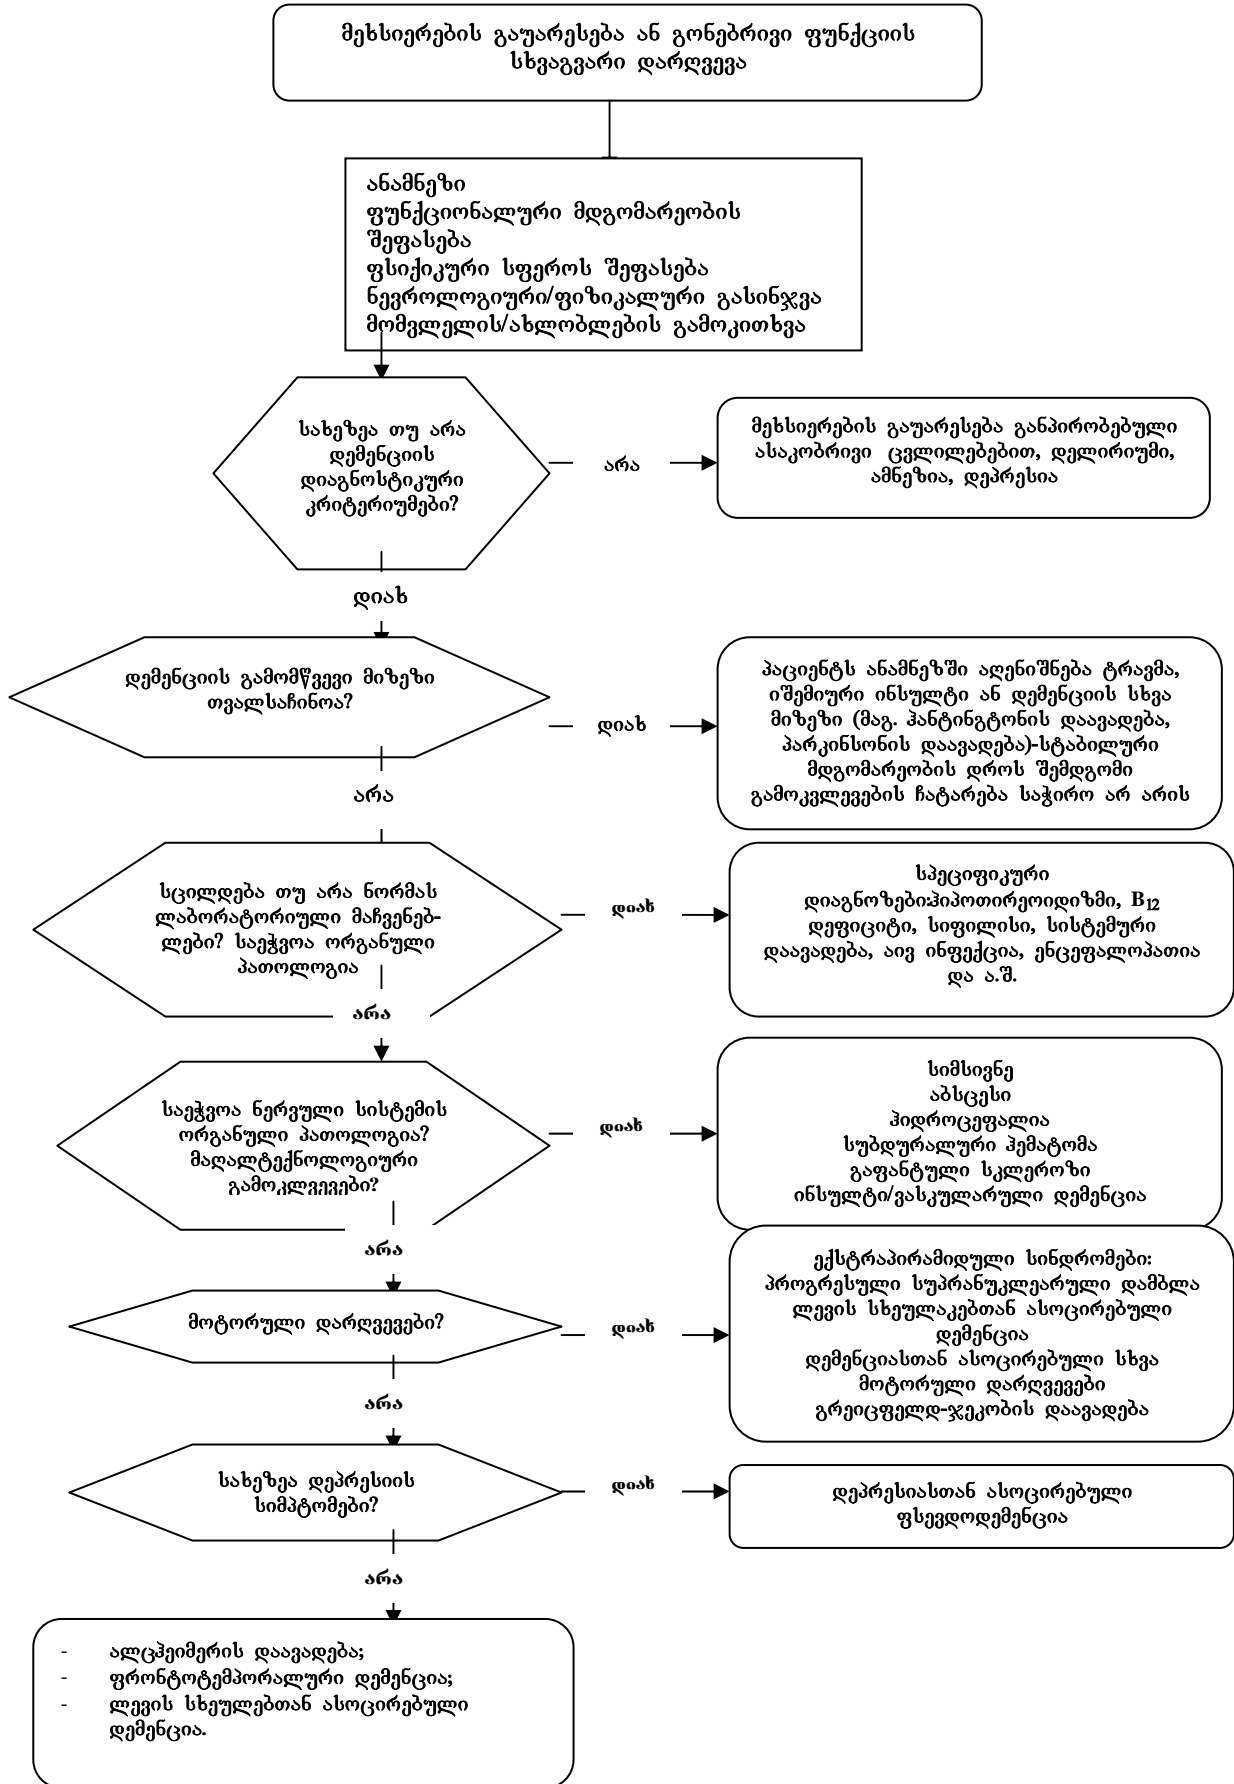 მეხსიერების გაუარესება ან გონებრივი ფუნქციის
სხვაგვარი დარღვევა
ანამნეზი
ფუნქციონალური მდგომარეობის
შეფასება
ფსიქიკური სფეროს შეფასება
ნევროლოგიური/ფიზიკალური გასინჯვა
მომვლელის/ახლობლების გამოკითხვა
სახეზეა თუ არა
დემენციის
დიაგნოსტიკური
კრიტერიუმები?
არა
მეხსიერების გაუარესება განპირობებული
ასაკობრივი ცვლილებებით, დელირიუმი,
ამნეზია, დეპრესია
დიახ
დემენციის გამომწვევი მიზეზი
თვალსაჩინოა?
დიახ
პაციენტს ანამნეზში აღენიშნება ტრავმა,
იშემიური ინსულტი ან დემენციის სხვა
მიზეზი (მაგ. ჰანტინგტონის დაავადება,
პარკინსონის დაავადება)-სტაბილური
მდგომარეობის დროს შემდგომი
გამოკვლევების ჩატარება საჭირო არ არის
არა
სცილდება თუ არა ნორმას
ლაბორატორიული მაჩვენებ-
ლები? საეჭვოა ორგანული
პათოლოგია
დიახ
სპეციფიკური
დიაგნოზები:ჰიპოთირეოიდიზმი, B12
დეფიციტი, სიფილისი, სისტემური
დაავადება, აივ ინფექცია, ენცეფალოპათია
და ა.შ.
არა
საეჭვოა ნერვული სისტემის
ორგანული პათოლოგია?
მაღალტექნოლოგიური
გამოკლვევები?
დიახ
სიმსივნე
აბსცესი
ჰიდროცეფალია
სუბდურალური ჰემატომა
გაფანტული სკლეროზი
ინსულტი/ვასკულარული დემენცია
არა
მოტორული დარღვევები?
დიახ
ექსტრაპირამიდული სინდრომები:
პროგრესული სუპრანუკლეარული დამბლა
ლევის სხეულაკებთან ასოცირებული
დემენცია
დემენციასთან ასოცირებული სხვა
მოტორული დარღვევები
გრეიცფელდ-ჯეკობის დაავადება
არა
სახეზეა დეპრესიის
სიმპტომები?
დიახ
დეპრესიასთან ასოცირებული
ფსევდოდემენცია
არა
- ალცჰეიმერის დაავადება;
- ფრონტოტემპორალური დემენცია;
- ლევის სხეულებთან ასოცირებული
დემენცია.